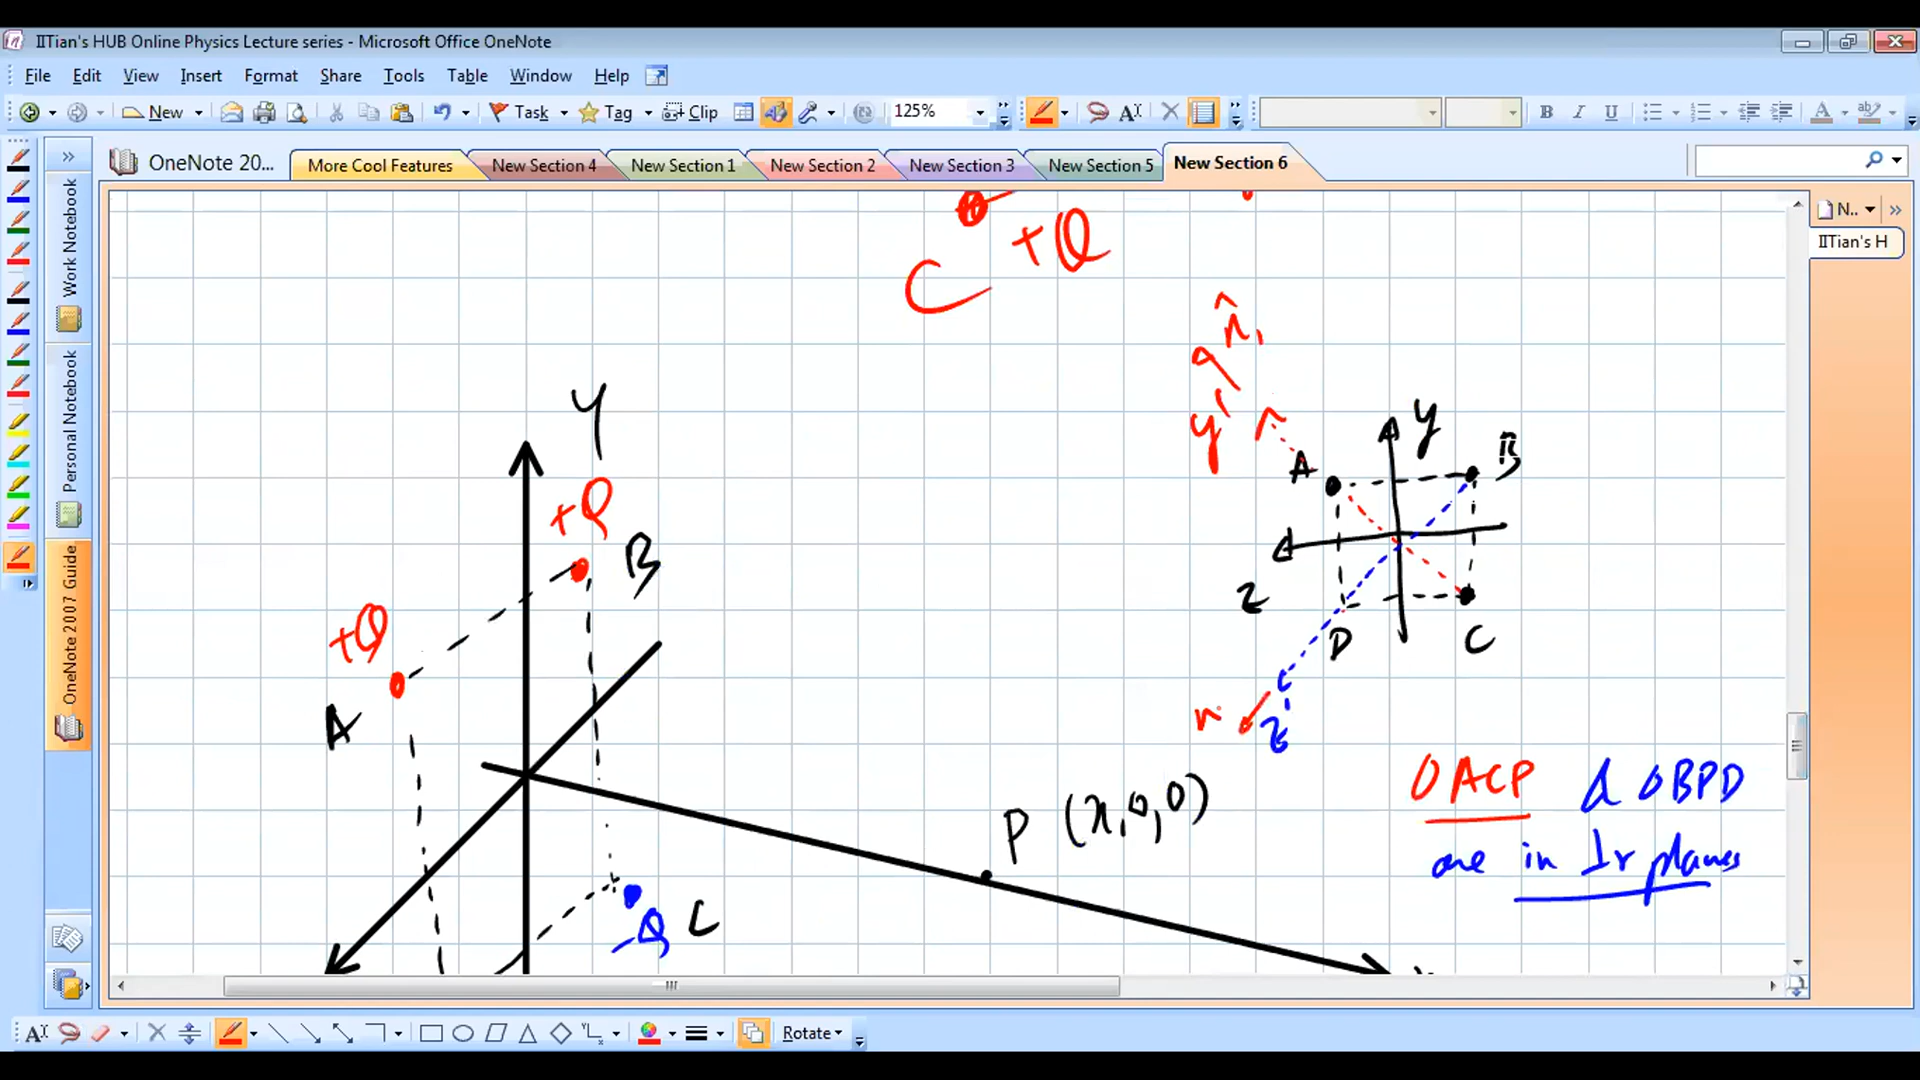 IITian's HUB Online Physics Lecture series - Microsoft Office OneNote
File Edit View Insert Format Share Tools Table Window Help
New Task Tag Clip 125% B I U
OneNote 20... More Cool Features New Section 4 New Section 1 New Section 2 New Section 3 New Section 5 New Section 6
N..
IITian's H
Work Notebook
Personal Notebook
OneNote 2007 Guide
+Q
C
Y
+Q
B
+Q
A
P (x,0,0)
-Q C
y'
y
A
B
Z
D
C
z'
ΔACP & ΔBPD
are in ⊥r planes
Rotate